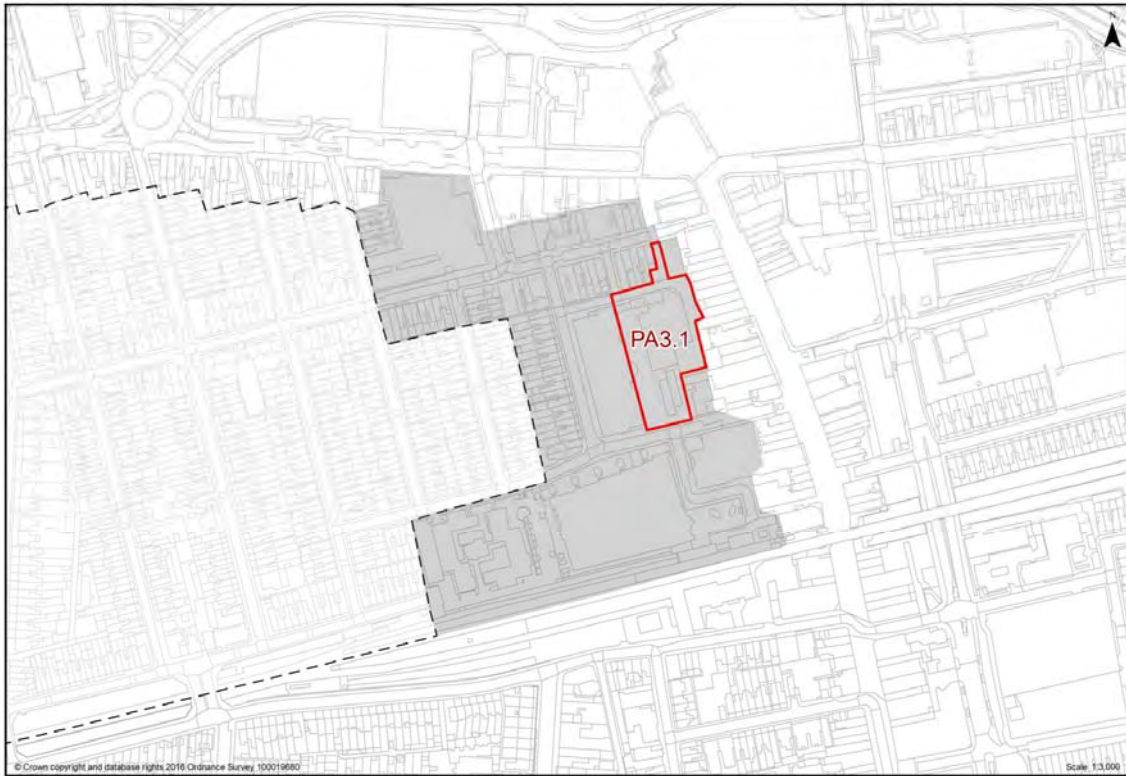 N
PA3.1
© Crown copyright and database rights 2016 Ordnance Survey 100019680
Scale 1:3,000